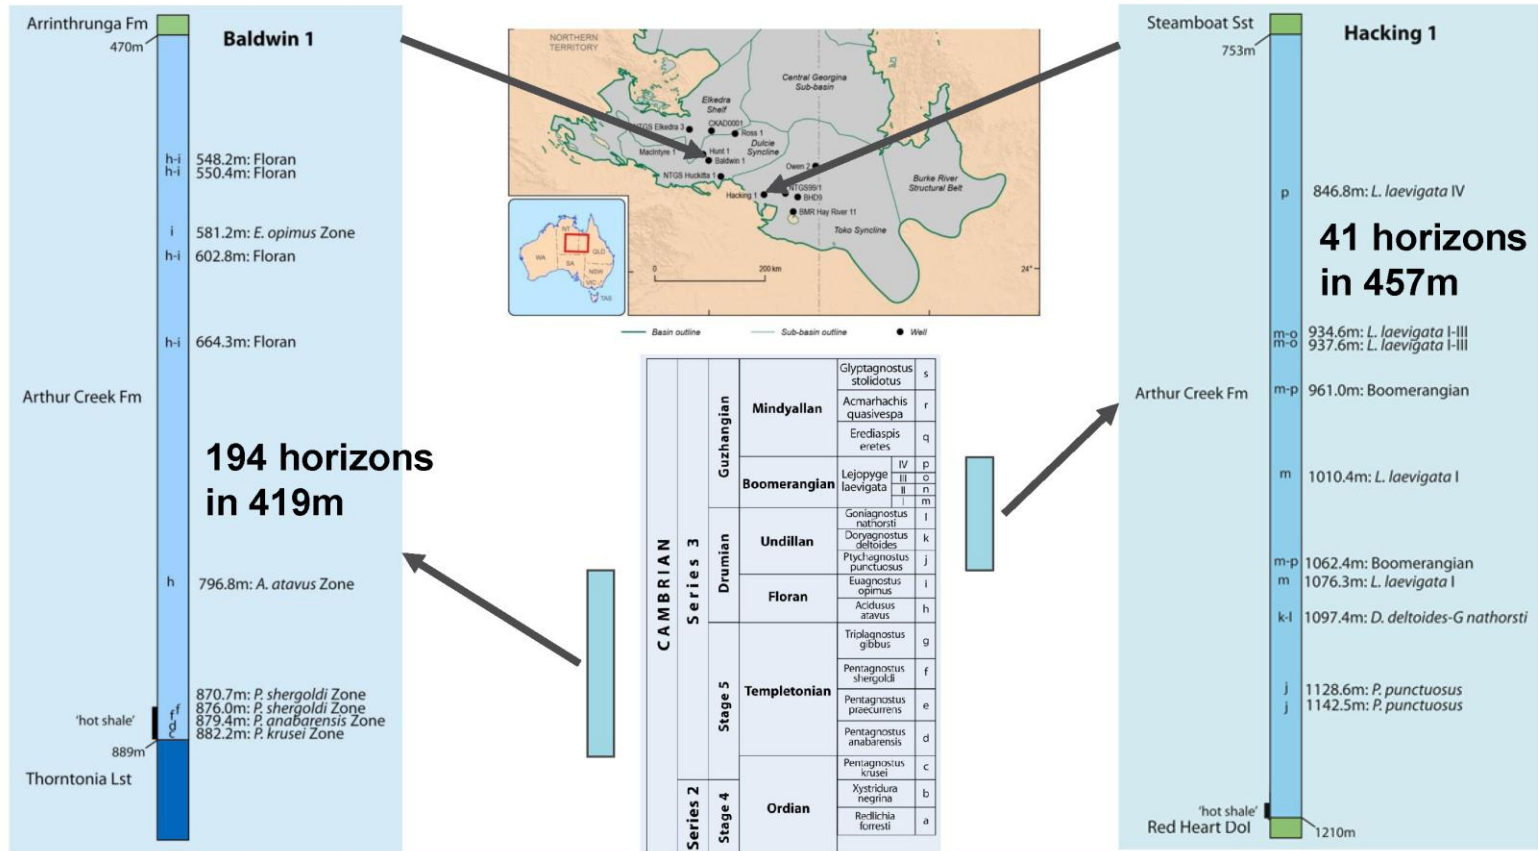 Arrinthrunga Fm
470m
Baldwin 1
h-i 548.2m: Floran
h-i 550.4m: Floran
i 581.2m: E. opimus Zone
h-i 602.8m: Floran
h-i 664.3m: Floran
Arthur Creek Fm
194 horizons
in 419m
h 796.8m: A. atavus Zone
f 870.7m: P. shergoldi Zone
f 876.0m: P. shergoldi Zone
d 879.4m: P. anabarensis Zone
c 882.2m: P. krusei Zone
'hot shale'
889m
Thorntonia Lst
NORTHERN
TERRITORY
Central Georgina
Sub-basin
Elkedra
Shelf
NTGS Elkedra 3
CKAD0001
Ross 1
MacIntyre 1
Hunt 1
Dulcie
Syncline
Baldwin 1
NTGS Huckitta 1
Owen 2
Hacking 1
NTGS99/1
BHD9
BMR Hay River 11
Burke River
Structural Belt
Toko Syncline
WA
NT
QLD
SA
NSW
VIC
TAS
0
200 km
24°
Basin outline
Sub-basin outline
Well
CAMBRIAN
Series 3
Series 2
Guzhangian
Drumian
Stage 5
Stage 4
Mindyallan
Boomerangian
Undillan
Floran
Templetonian
Ordian
Glyptagnostus
stolidotus s
Acmarhachis
quasivespa r
Erediaspis
eretes q
Lejopyge
laevigata
IV p
III o
II n
I m
Goniagnostus
nathorsti l
Doryagnostus
deltoides k
Ptychagnostus
punctuosus j
Euagnostus
opimus i
Acidusus
atavus h
Triplagnostus
gibbus g
Pentagnostus
shergoldi f
Pentagnostus
praecurrens e
Pentagnostus
anabarensis d
Pentagnostus
krusei c
Xystridura
negrina b
Redlichia
forresti a
Steamboat Sst
753m
Hacking 1
p 846.8m: L. laevigata IV
41 horizons
in 457m
m-o 934.6m: L. laevigata I-III
m-o 937.6m: L. laevigata I-III
m-p 961.0m: Boomerangian
Arthur Creek Fm
m 1010.4m: L. laevigata I
m-p 1062.4m: Boomerangian
m 1076.3m: L. laevigata I
k-l 1097.4m: D. deltoides-G nathorsti
j 1128.6m: P. punctuosus
j 1142.5m: P. punctuosus
'hot shale'
Red Heart Dol
1210m